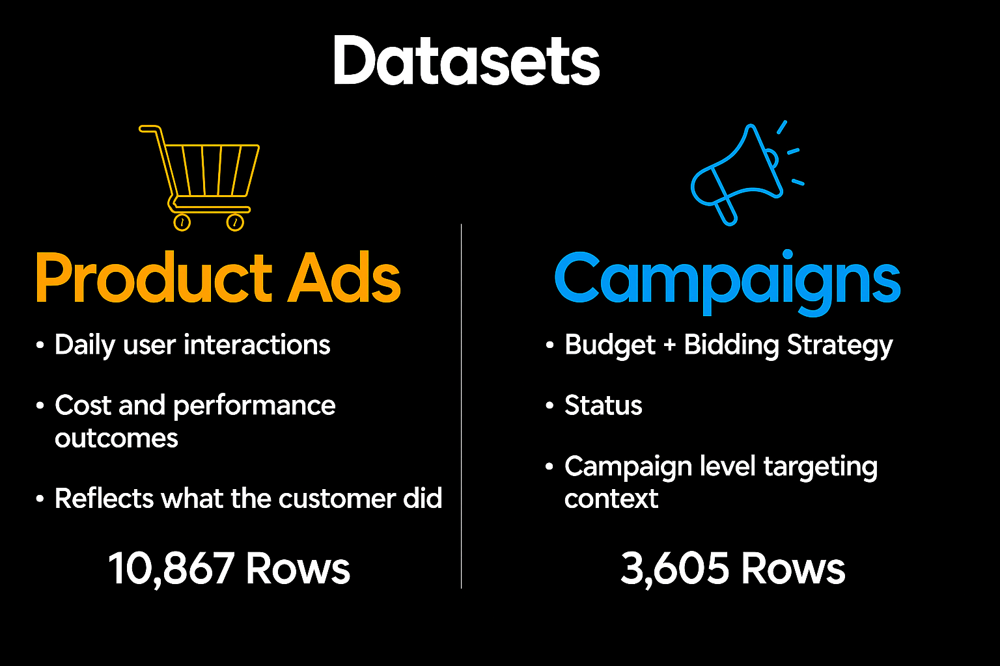 Datasets
Product Ads
• Daily user interactions
• Cost and performance
outcomes
• Reflects what the customer did
10,867 Rows
Campaigns
• Budget + Bidding Strategy
• Status
• Campaign level targeting
context
3,605 Rows